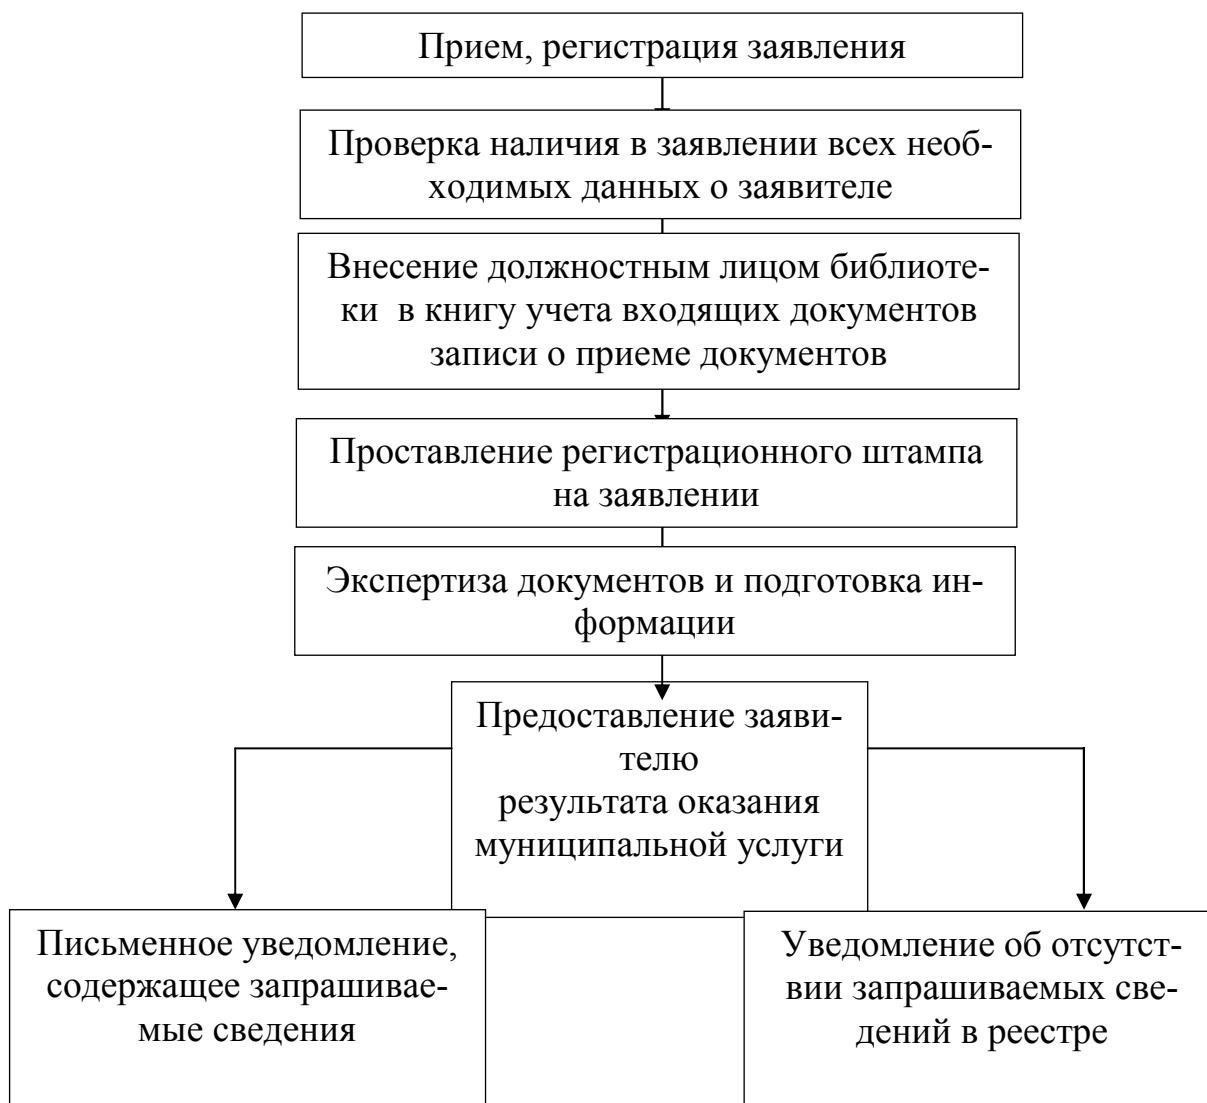 Прием, регистрация заявления
Проверка наличия в заявлении всех необ-
ходимых данных о заявителе
Внесение должностным лицом библиоте-
ки  в книгу учета входящих документов
записи о приеме документов
Проставление регистрационного штампа
на заявлении
Экспертиза документов и подготовка ин-
формации
Предоставление заяви-
телю
результата оказания
муниципальной услуги
Письменное уведомление,
содержащее запрашивае-
мые сведения
Уведомление об отсутст-
вии запрашиваемых све-
дений в реестре